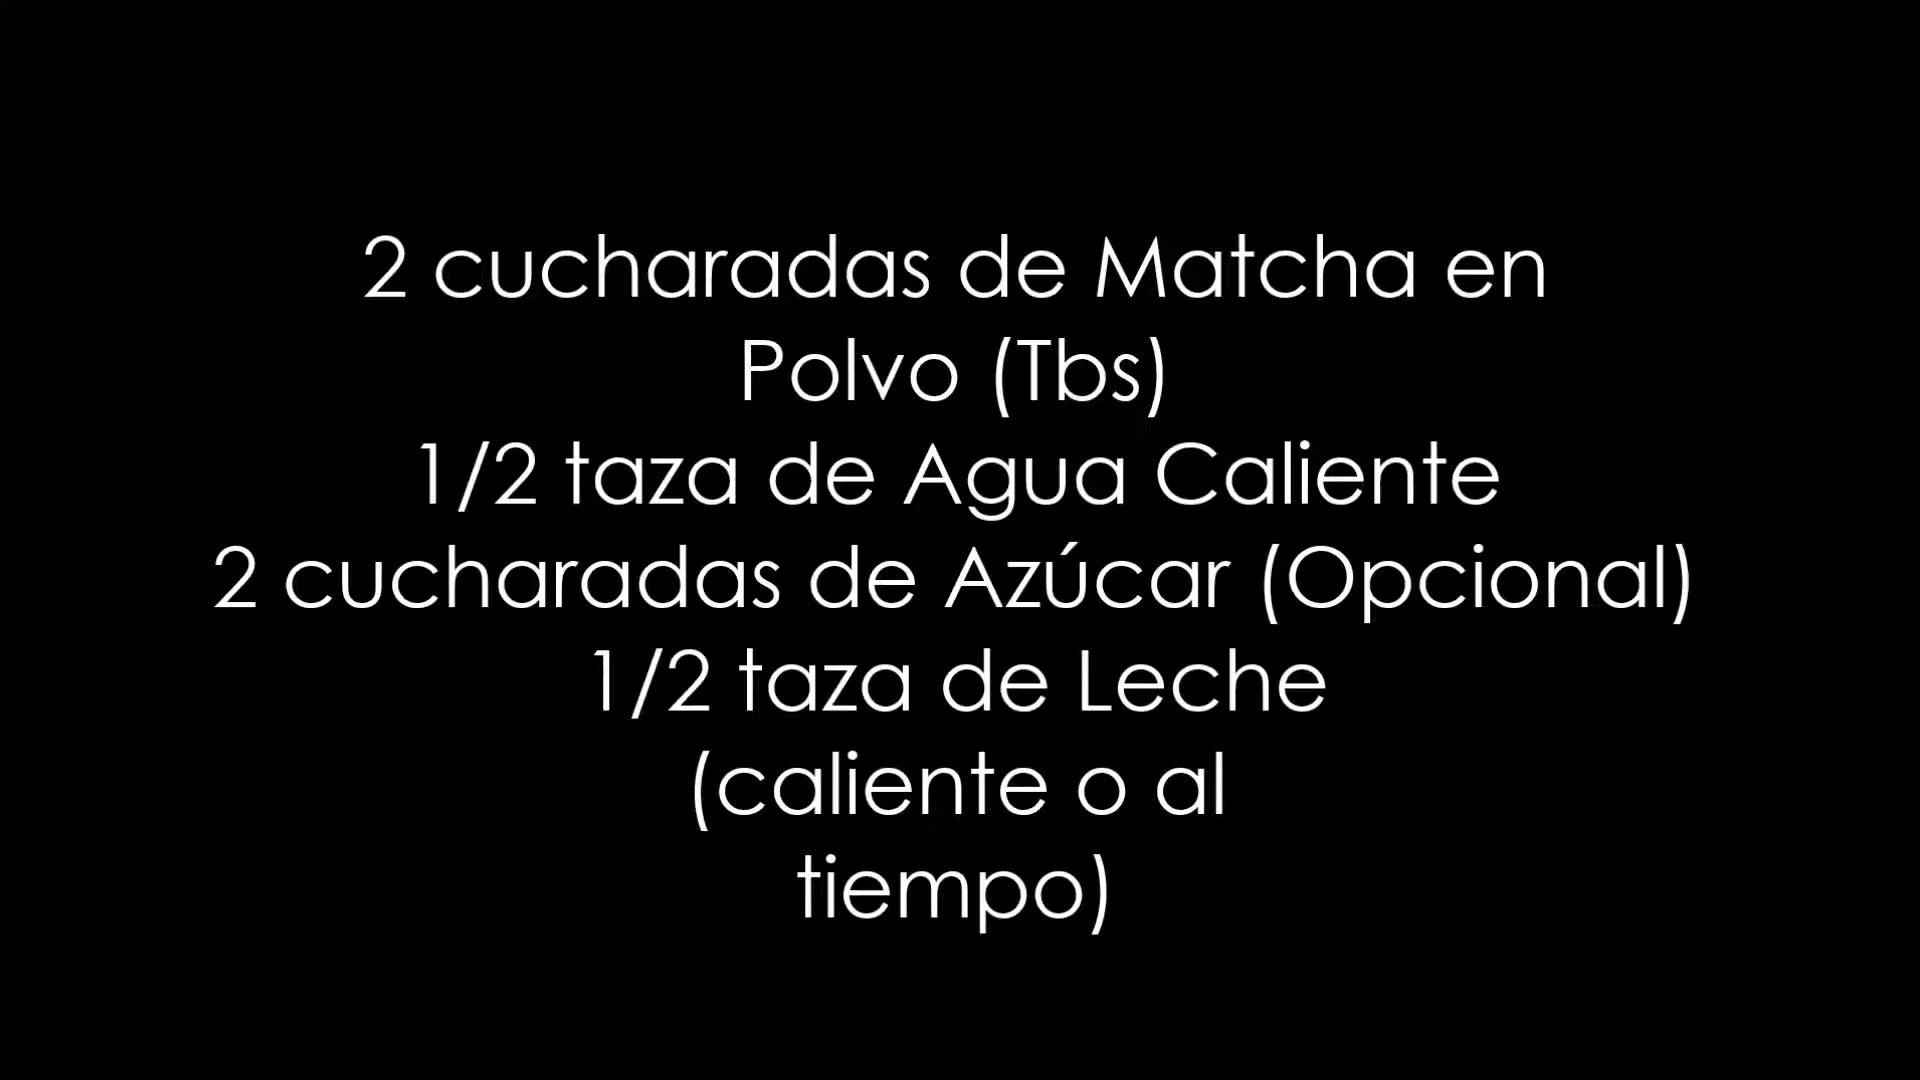 2 cucharadas de Matcha en
Polvo (Tbs)
1/2 taza de Agua Caliente
2 cucharadas de Azúcar (Opcional)
1/2 taza de Leche
(caliente o al
tiempo)